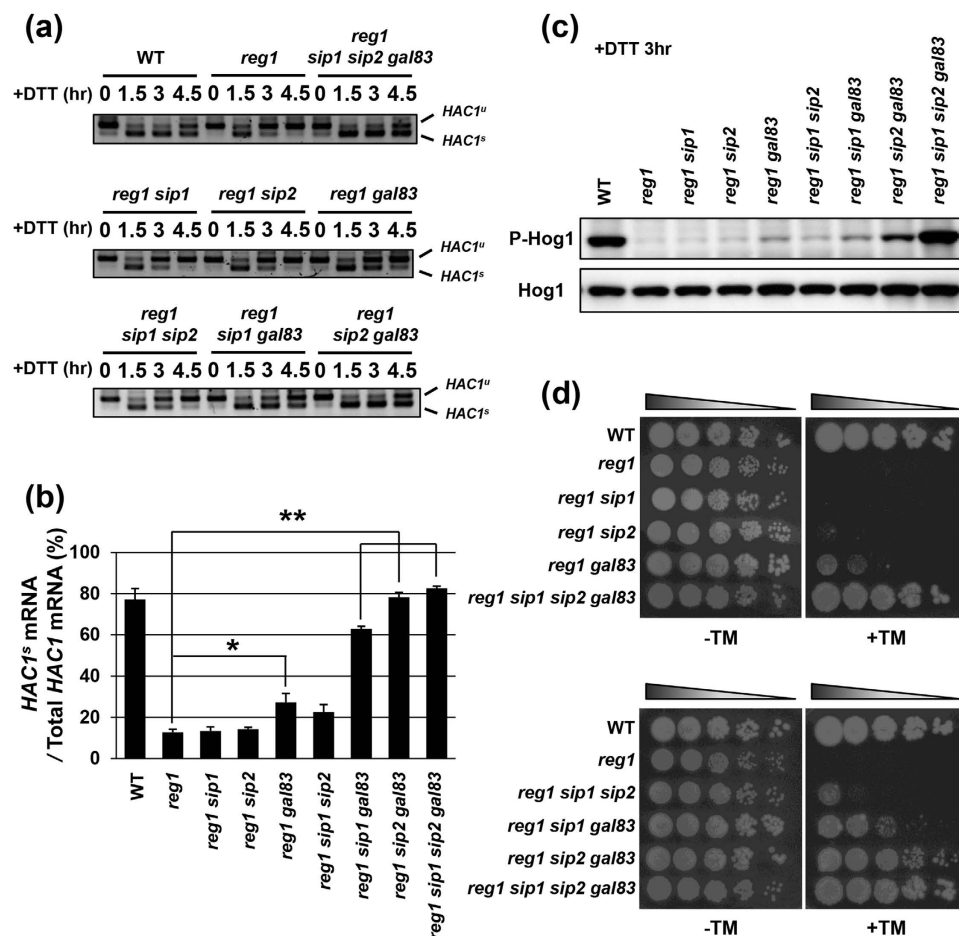 (a)
WT
reg1
reg1
sip1 sip2 gal83
+DTT (hr) 0 1.5 3 4.5 0 1.5 3 4.5 0 1.5 3 4.5
HAC1ᵘ
HAC1ˢ
reg1 sip1
reg1 sip2
reg1 gal83
+DTT (hr) 0 1.5 3 4.5 0 1.5 3 4.5 0 1.5 3 4.5
HAC1ᵘ
HAC1ˢ
reg1
sip1 sip2
reg1
sip1 gal83
reg1
sip2 gal83
+DTT (hr) 0 1.5 3 4.5 0 1.5 3 4.5 0 1.5 3 4.5
HAC1ᵘ
HAC1ˢ
(b)
HAC1ˢ mRNA
/ Total HAC1 mRNA (%)
100
80
60
40
20
0
**
*
WT
reg1
reg1 sip1
reg1 sip2
reg1 gal83
reg1 sip1 sip2
reg1 sip1 gal83
reg1 sip2 gal83
reg1 sip1 sip2 gal83
(c)
+DTT 3hr
WT
reg1
reg1 sip1
reg1 sip2
reg1 gal83
reg1 sip1 sip2
reg1 sip1 gal83
reg1 sip2 gal83
reg1 sip1 sip2 gal83
P-Hog1
Hog1
(d)
WT
reg1
reg1 sip1
reg1 sip2
reg1 gal83
reg1 sip1 sip2 gal83
-TM
+TM
WT
reg1
reg1 sip1 sip2
reg1 sip1 gal83
reg1 sip2 gal83
reg1 sip1 sip2 gal83
-TM
+TM